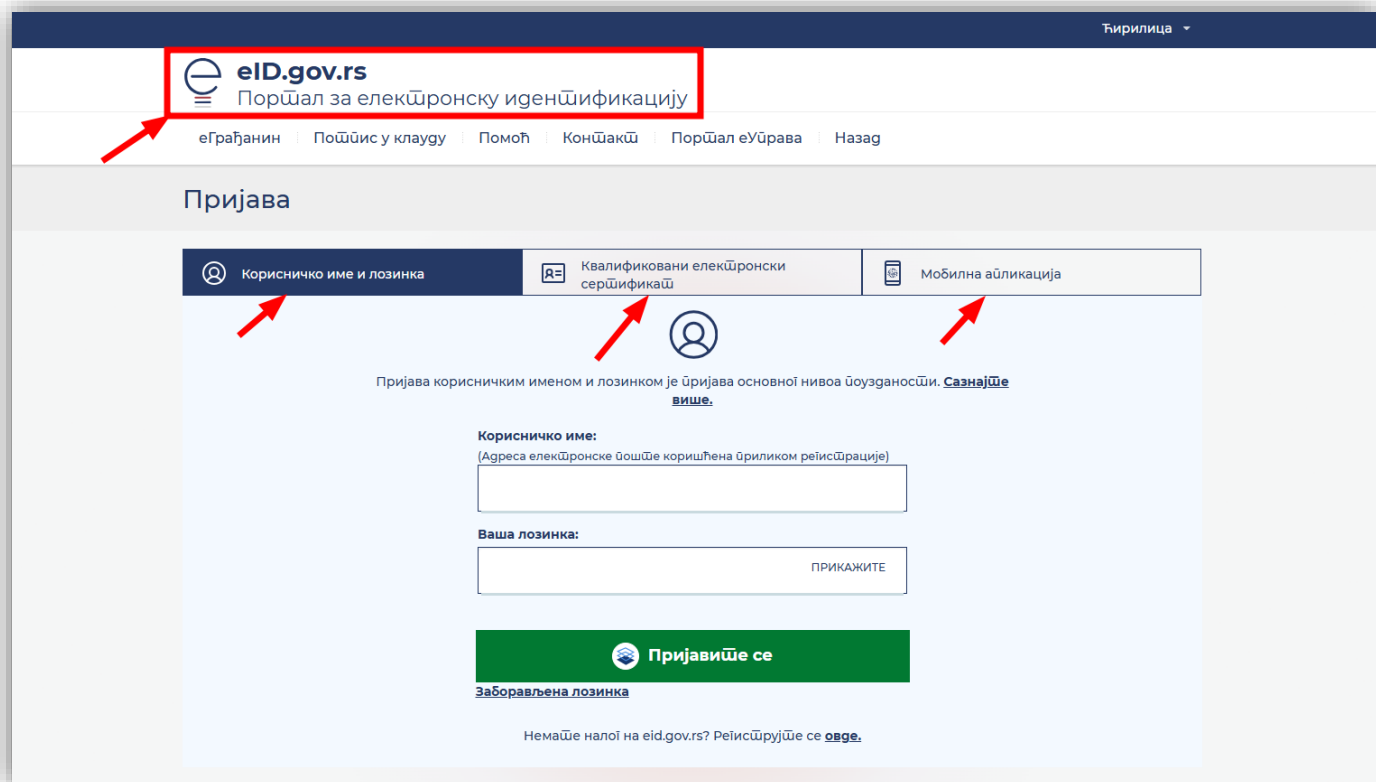 Ћирилица
eID.gov.rs
Портал за електронску идентификацију
еГрађанин Потпис у клауду Помоћ Контакт Портал еУправа Назад
Пријава
Корисничко име и лозинка
Квалификовани електронски
сертификат
Мобилна апликација
Пријава корисничким именом и лозинком је пријава основног нивоа поузданости. Сазнајте
више.
Корисничко име:
(Адреса електронске поште коришћена приликом регистрације)
Ваша лозинка:
ПРИКАЖИТЕ
Пријавите се
Заборављена лозинка
Немате налог на eid.gov.rs? Региструјте се овде.